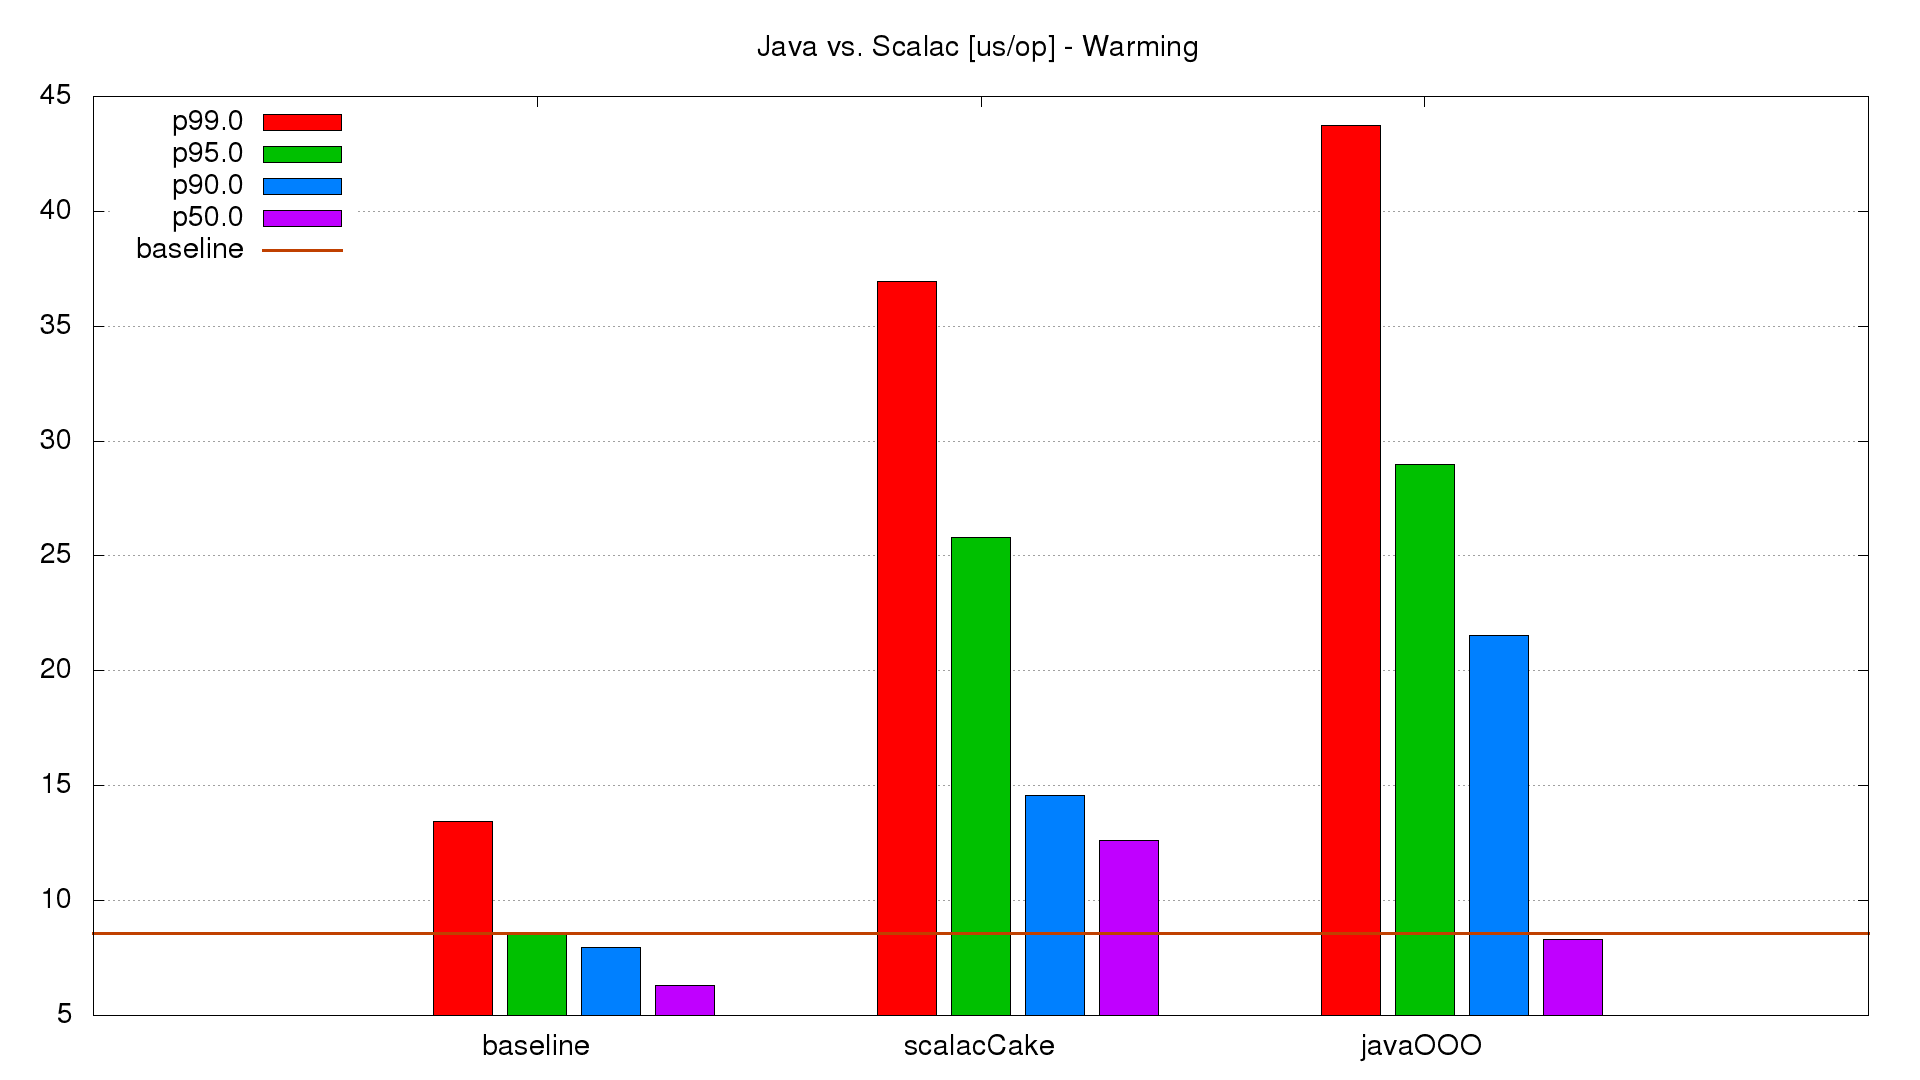 Java vs. Scalac [us/op] - Warming
45
40
35
30
25
20
15
10
5
p99.0
p95.0
p90.0
p50.0
baseline
baseline
scalacCake
javaOOO